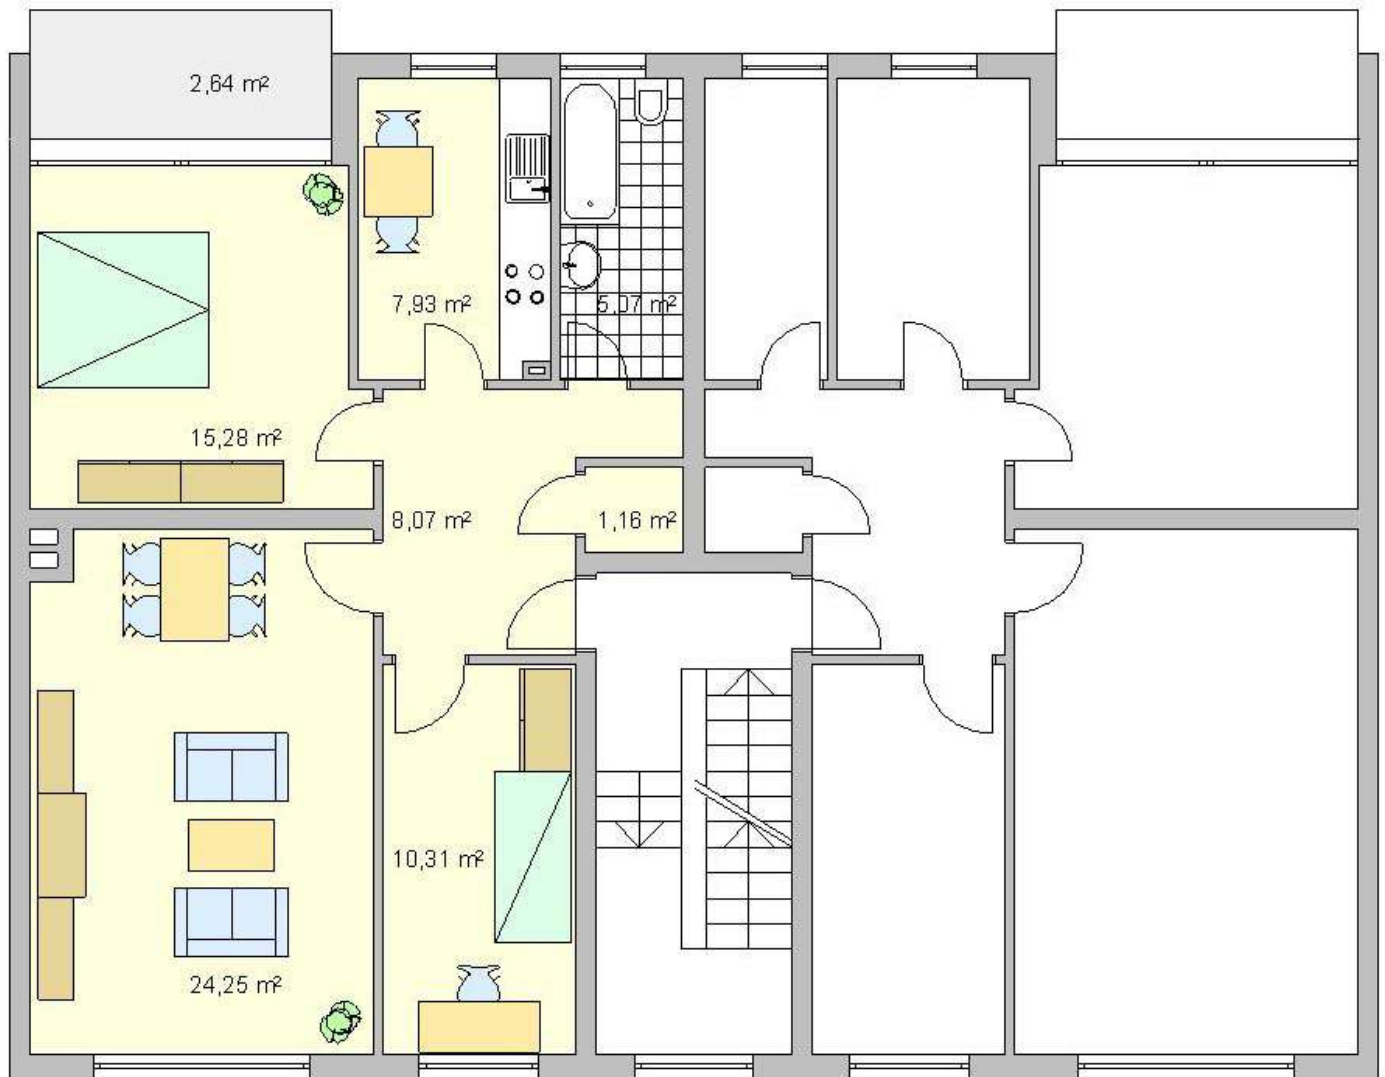 2,64 m²
7,93 m²
5,07 m²
15,28 m²
8,07 m²
1,16 m²
10,31 m²
24,25 m²